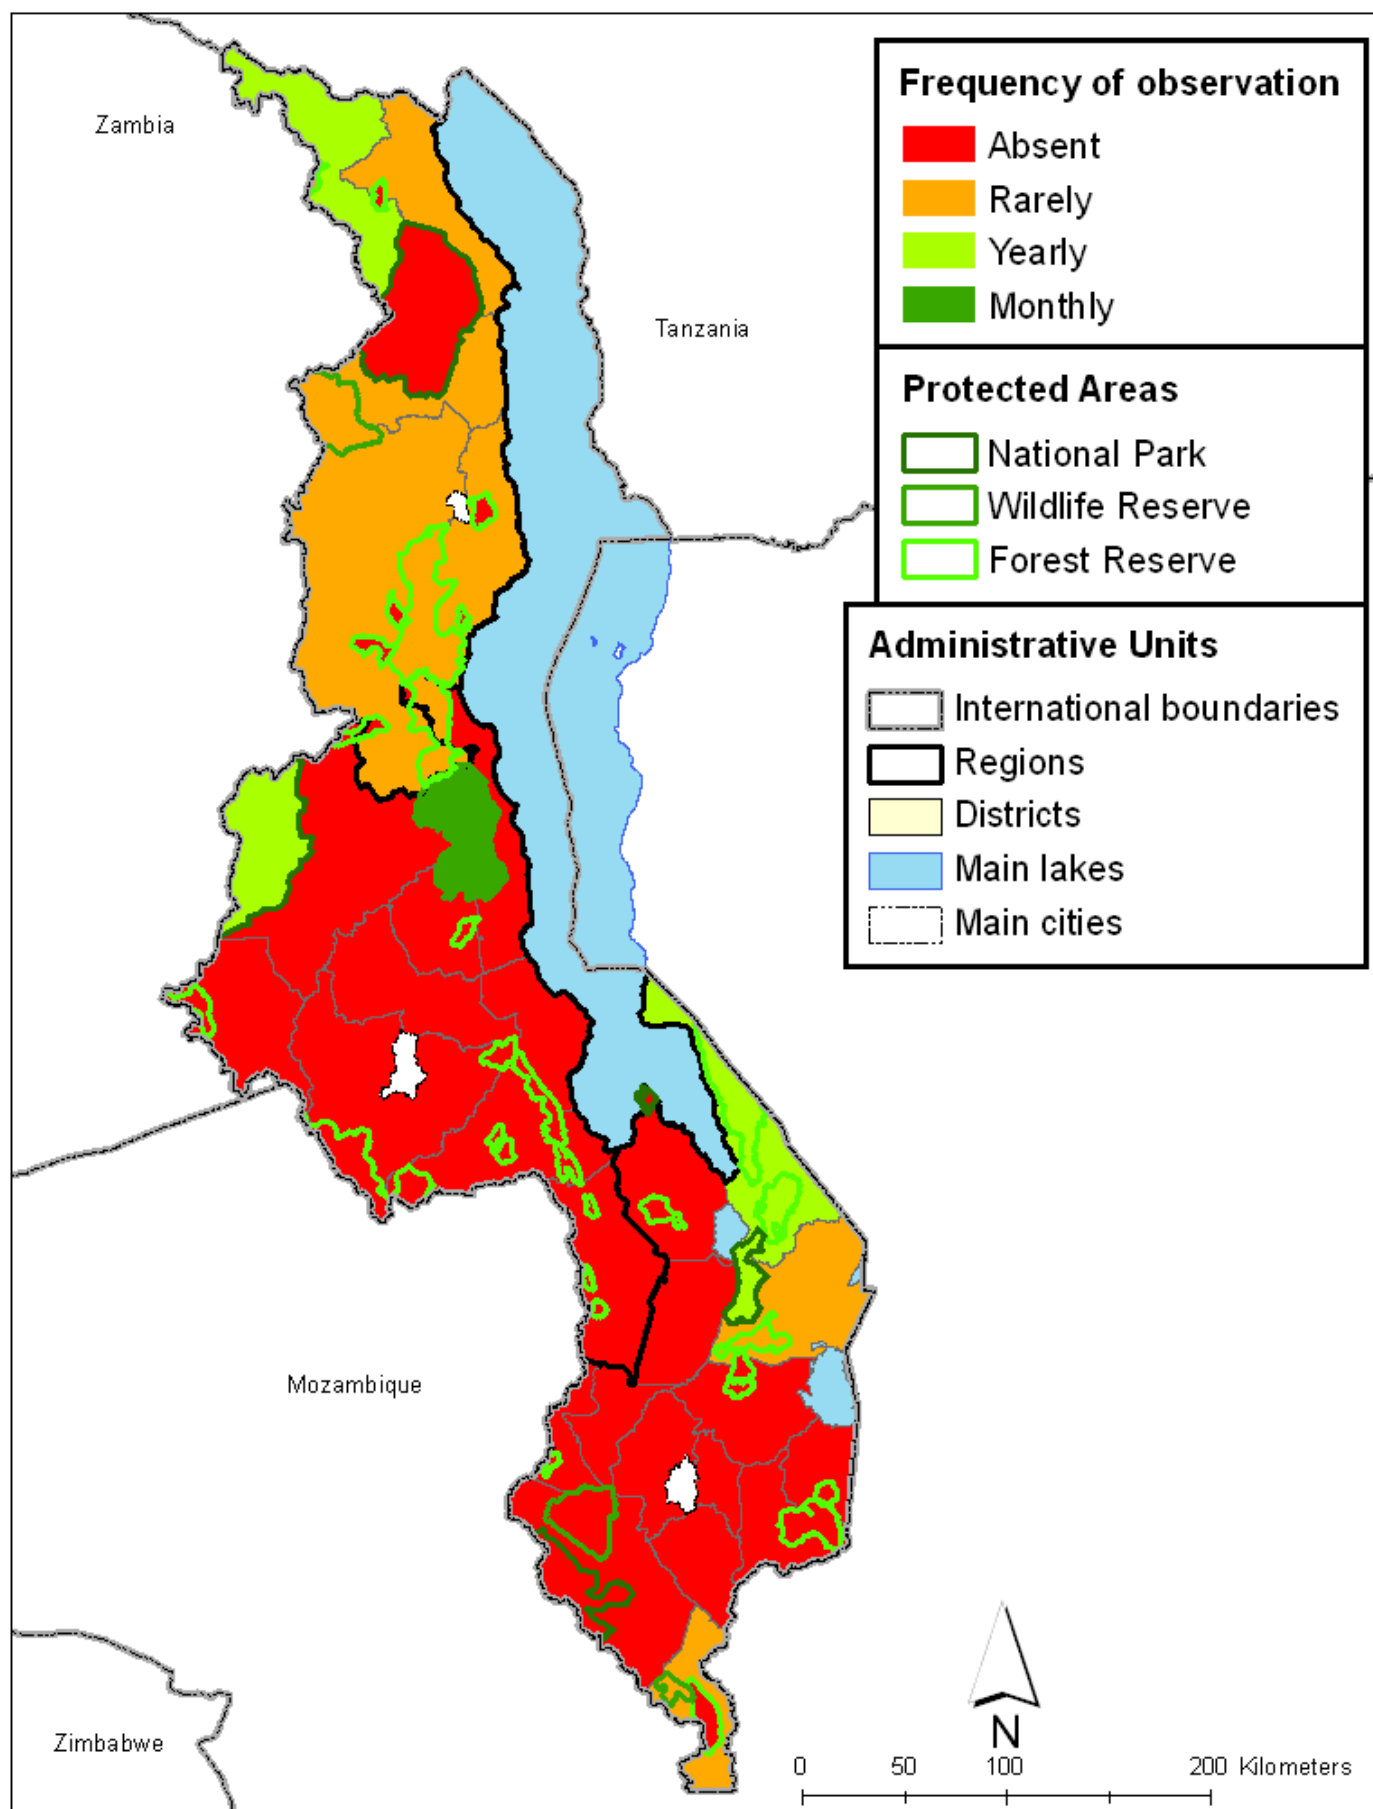 Frequency of observation
Absent
Rarely
Yearly
Monthly
Protected Areas
National Park
Wildlife Reserve
Forest Reserve
Administrative Units
International boundaries
Regions
Districts
Main lakes
Main cities
Zambia
Tanzania
Mozambique
Zimbabwe
N
0 50 100 200 Kilometers